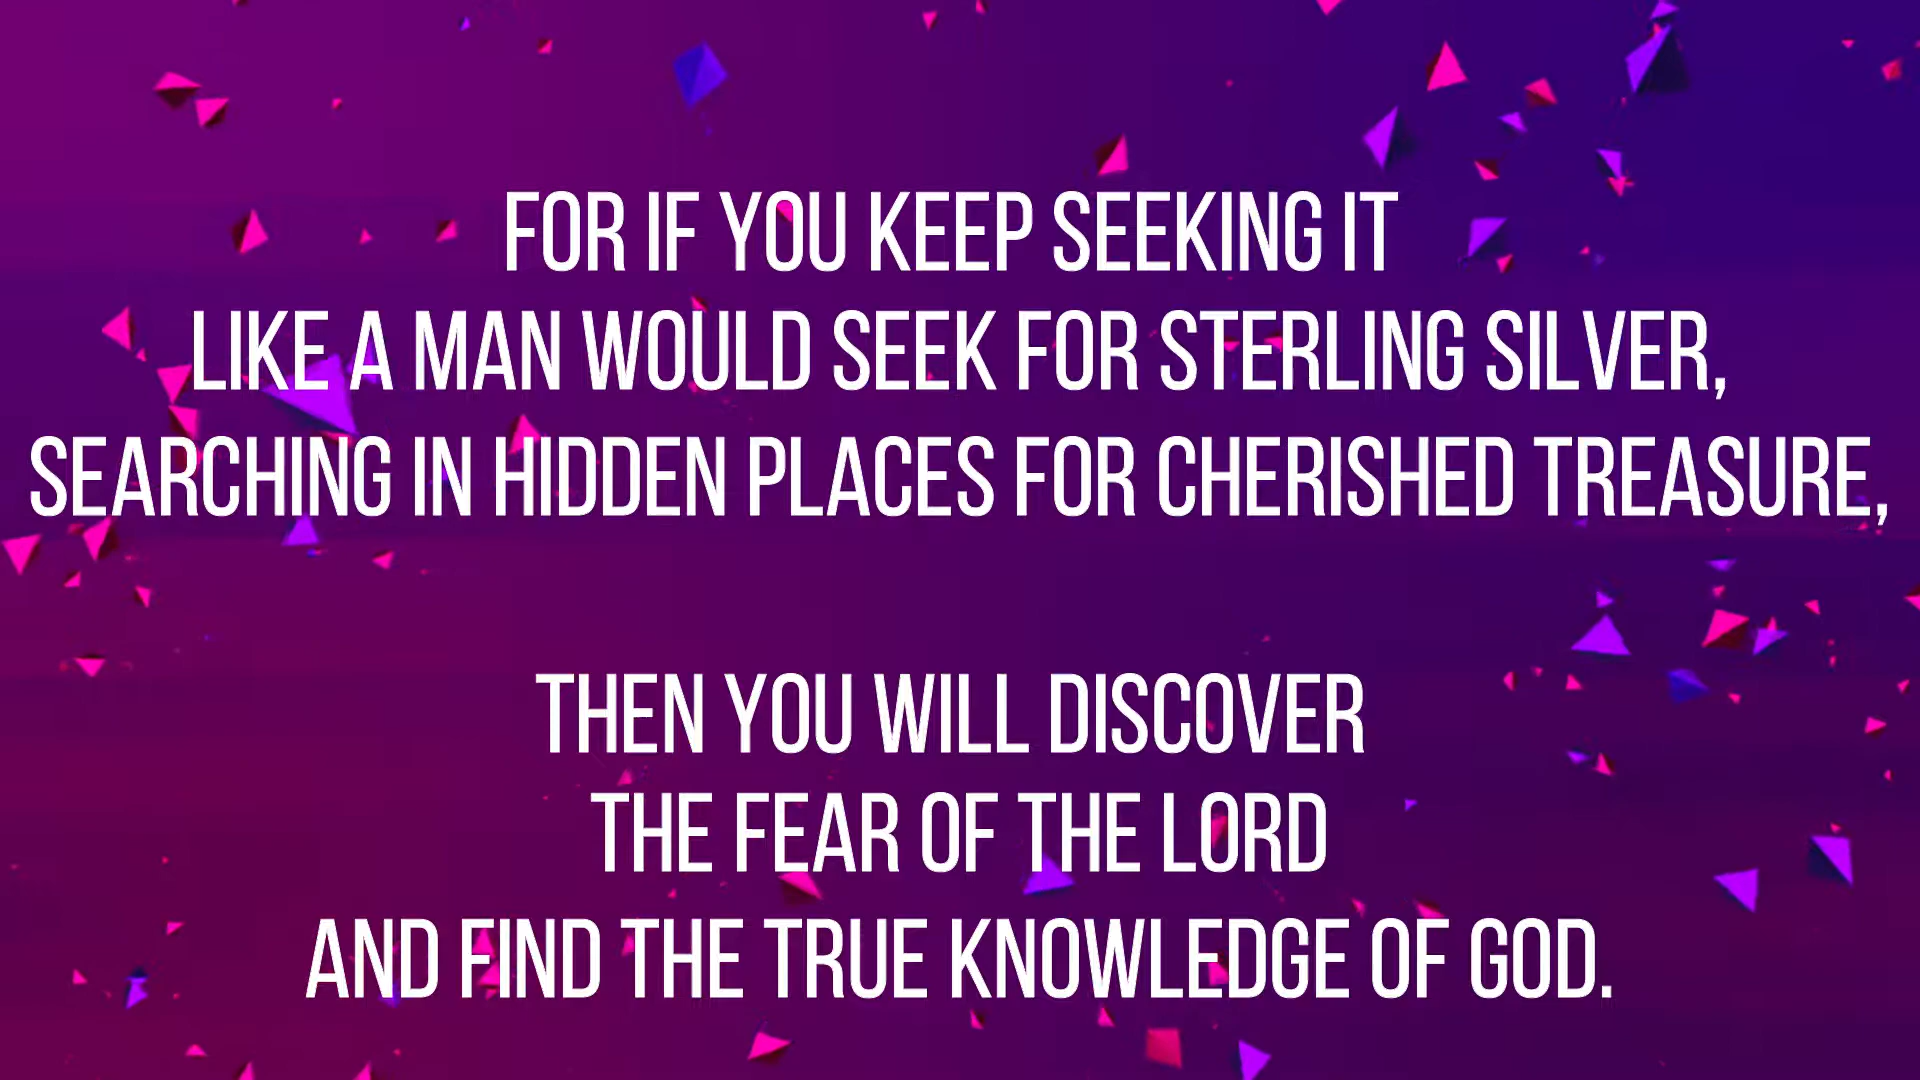 FOR IF YOU KEEP SEEKING IT
LIKE A MAN WOULD SEEK FOR STERLING SILVER,
SEARCHING IN HIDDEN PLACES FOR CHERISHED TREASURE,
THEN YOU WILL DISCOVER
THE FEAR OF THE LORD
AND FIND THE TRUE KNOWLEDGE OF GOD.